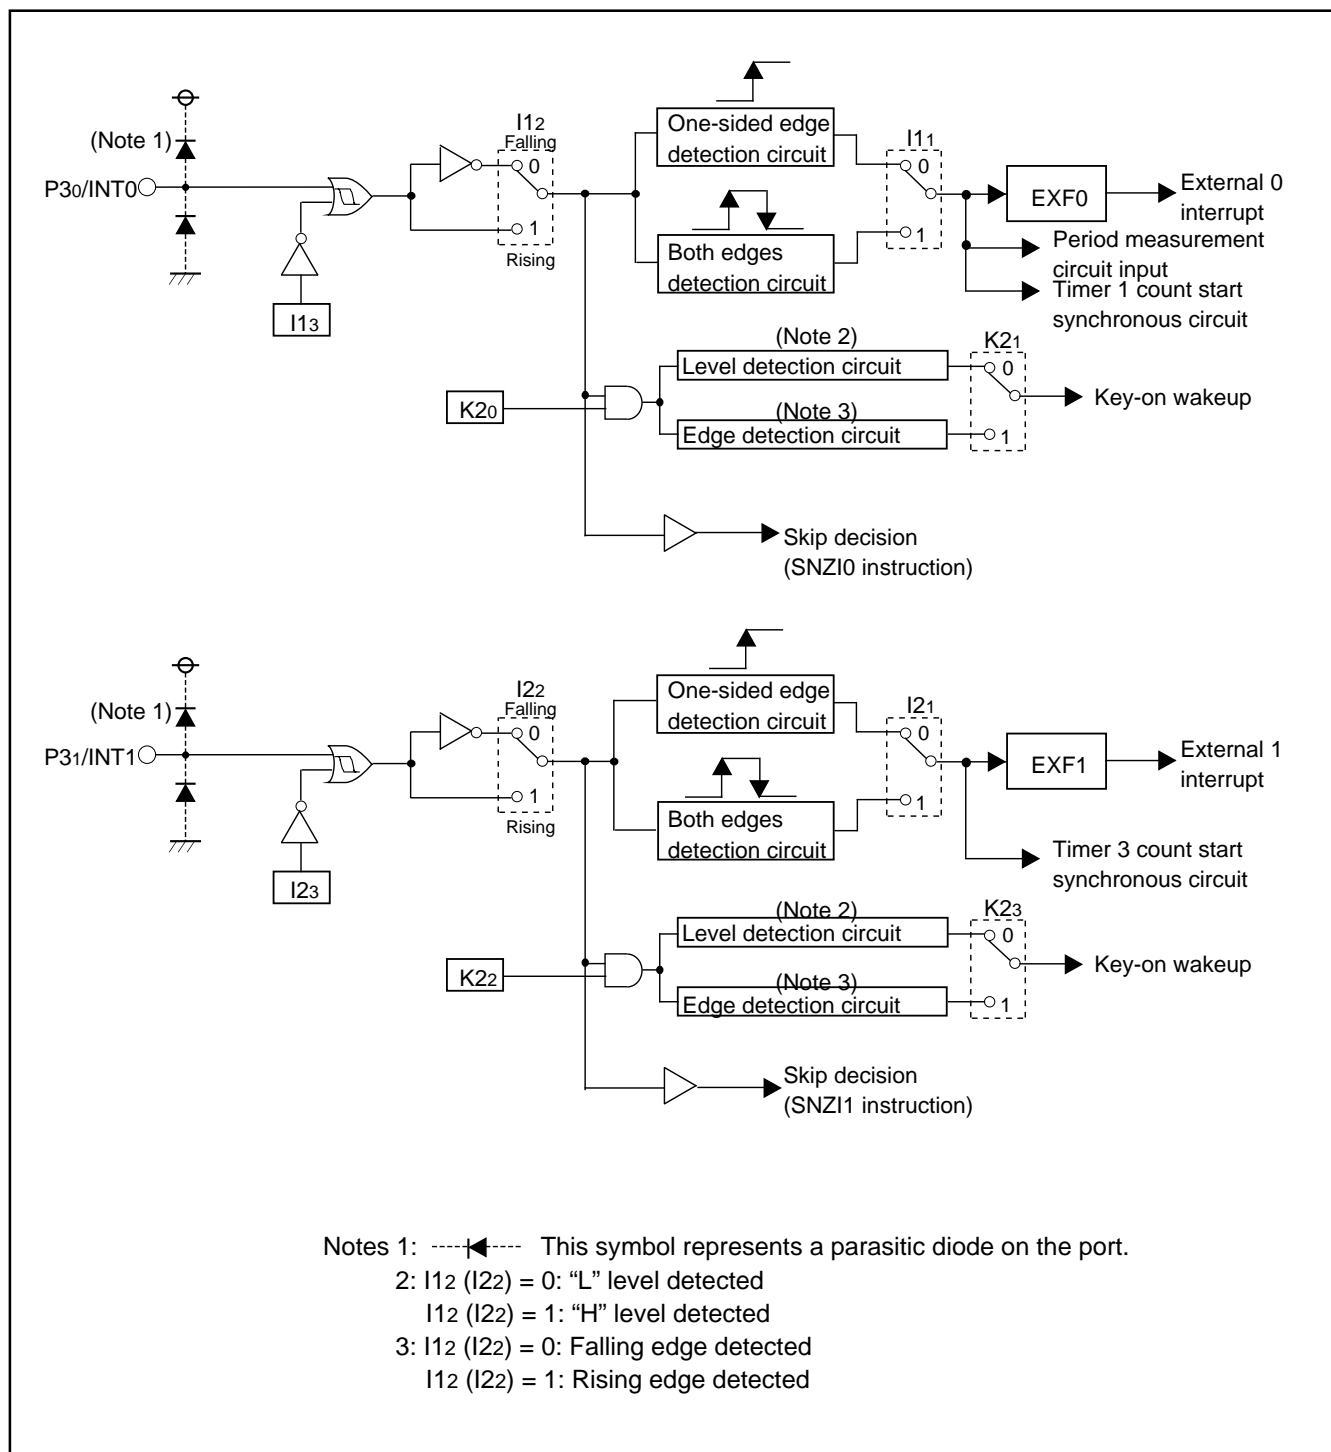 I12
Falling
One-sided edge
detection circuit
I11
(Note 1)
0
0
P30/INT0
EXF0
External 0
interrupt
1
1
Rising
Both edges
detection circuit
Period measurement
circuit input
Timer 1 count start
synchronous circuit
I13
(Note 2)
K21
Level detection circuit
0
K20
Key-on wakeup
(Note 3)
Edge detection circuit
1
Skip decision
(SNZI0 instruction)
I22
Falling
One-sided edge
detection circuit
I21
(Note 1)
0
0
P31/INT1
EXF1
External 1
interrupt
1
1
Rising
Both edges
detection circuit
Timer 3 count start
synchronous circuit
I23
(Note 2)
K23
Level detection circuit
0
K22
Key-on wakeup
(Note 3)
Edge detection circuit
1
Skip decision
(SNZI1 instruction)
Notes 1: This symbol represents a parasitic diode on the port.
2: I12 (I22) = 0: “L” level detected
I12 (I22) = 1: “H” level detected
3: I12 (I22) = 0: Falling edge detected
I12 (I22) = 1: Rising edge detected